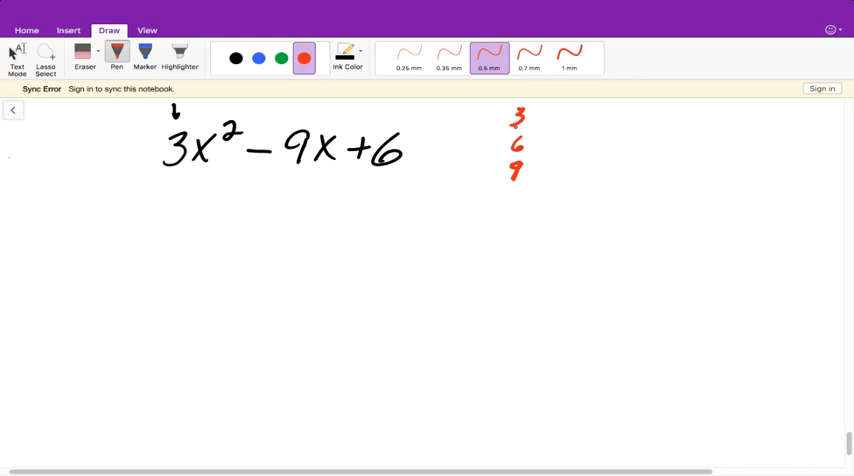 Home Insert Draw View
Text Mode Lasso Select Eraser Pen Marker Highlighter Ink Color 0.25 mm 0.35 mm 0.5 mm 0.7 mm 1 mm
Sync Error Sign in to sync this notebook. Sign in
3x² - 9x + 6
3
6
9